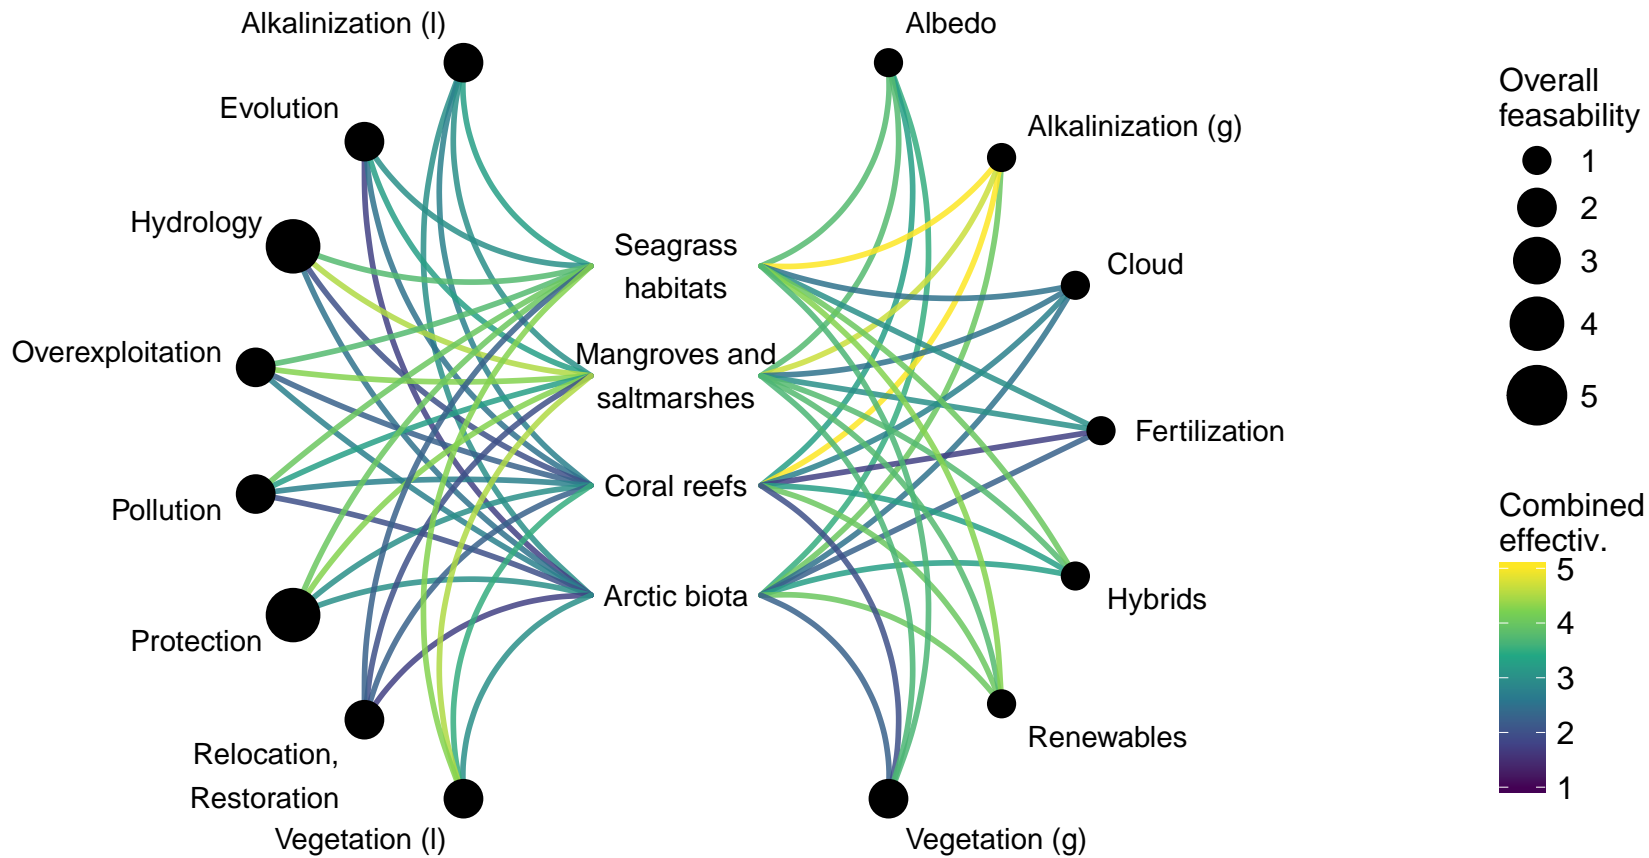 Alkalinization (l)
Evolution
Hydrology
Overexploitation
Pollution
Protection
Relocation,
Restoration
Vegetation (l)
Seagrass
habitats
Mangroves and
saltmarshes
Coral reefs
Arctic biota
Albedo
Alkalinization (g)
Cloud
Fertilization
Hybrids
Renewables
Vegetation (g)
Overall
feasability
1
2
3
4
5
Combined
effectiv.
5
4
3
2
1